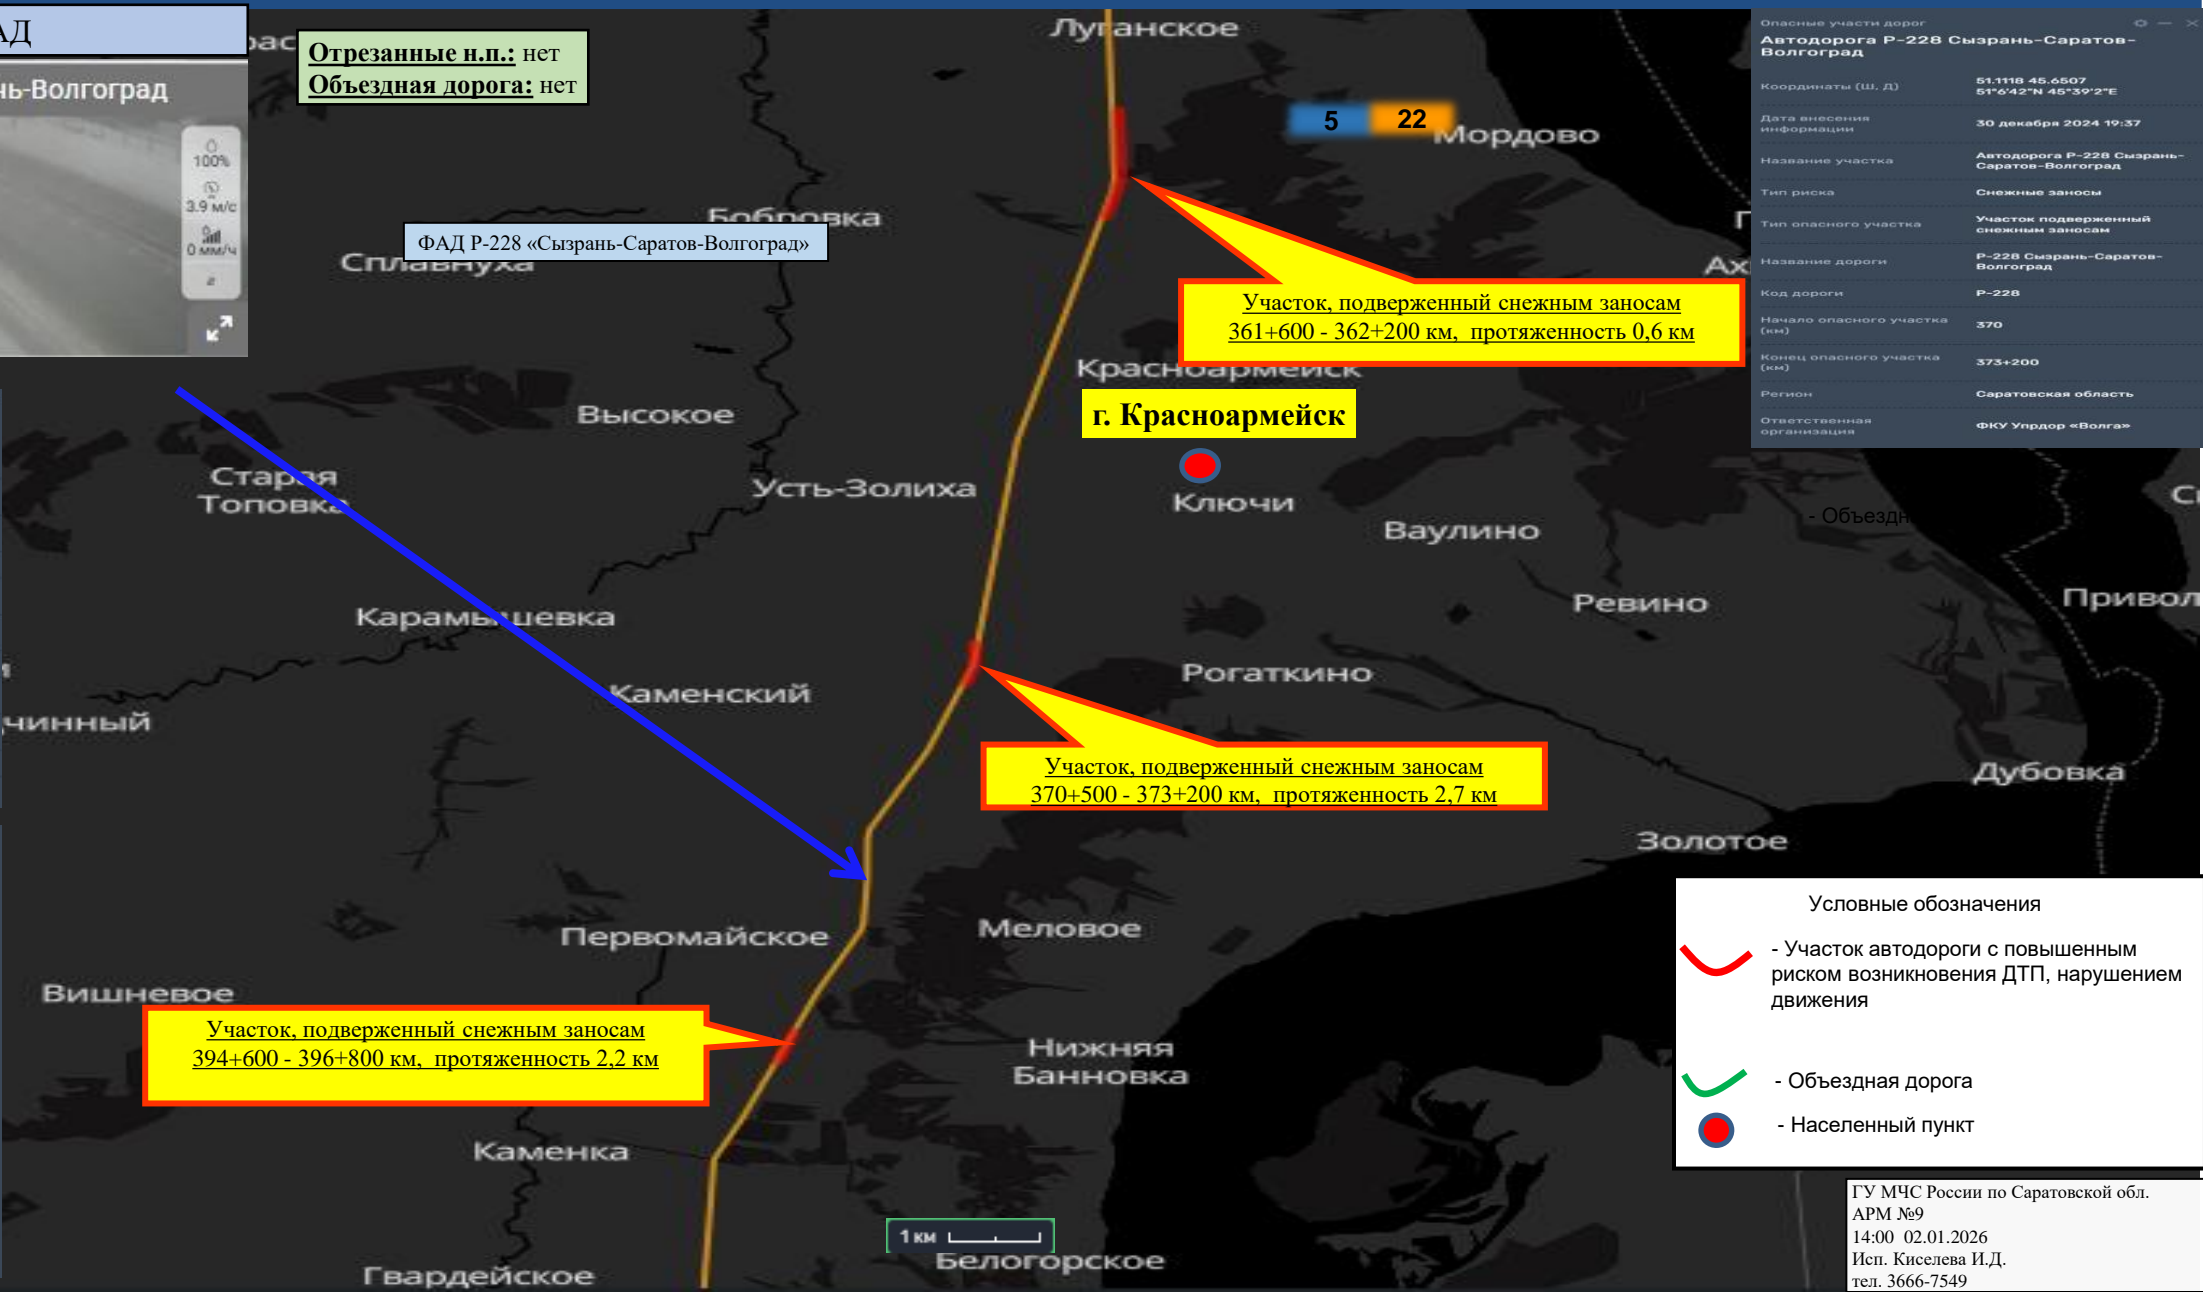 АД
нь-Волгоград
100%
3.9 м/с
0 мм/ч
Отрезанные н.п.: нет
Объездная дорога: нет
Луганское
5 22
Мордово
Бобровка
ФАД Р-228 «Сызрань-Саратов-Волгоград»
Сплавнуха
Ах
Участок, подверженный снежным заносам
361+600 - 362+200 км, протяженность 0,6 км
Красноармейск
г. Красноармейск
Высокое
Старая
Топовка
Усть-Золиха
Ключи
Ваулино
- Объездн
Ревино
Привол
Карамышевка
Рогаткино
Каменский
чинный
Участок, подверженный снежным заносам
370+500 - 373+200 км, протяженность 2,7 км
Дубовка
Золотое
Первомайское
Меловое
Вишневое
Участок, подверженный снежным заносам
394+600 - 396+800 км, протяженность 2,2 км
Нижняя
Банновка
Каменка
1 км
Белогорское
Гвардейское
Опасные участи дорог
Автодорога Р-228 Сызрань-Саратов-
Волгоград
Координаты (Ш, Д)
51.1118 45.6507
51°6'42"N 45°39'2"E
Дата внесения
информации
30 декабря 2024 19:37
Название участка
Автодорога Р-228 Сызрань-
Саратов-Волгоград
Тип риска
Снежные заносы
Тип опасного участка
Участок подверженный
снежным заносам
Название дороги
Р-228 Сызрань-Саратов-
Волгоград
Код дороги
Р-228
Начало опасного участка
(км)
370
Конец опасного участка
(км)
373+200
Регион
Саратовская область
Ответственная
организация
ФКУ Упрдор «Волга»
Условные обозначения
- Участок автодороги с повышенным
риском возникновения ДТП, нарушением
движения
- Объездная дорога
- Населенный пункт
ГУ МЧС России по Саратовской обл.
АРМ №9
14:00 02.01.2026
Исп. Киселева И.Д.
тел. 3666-7549